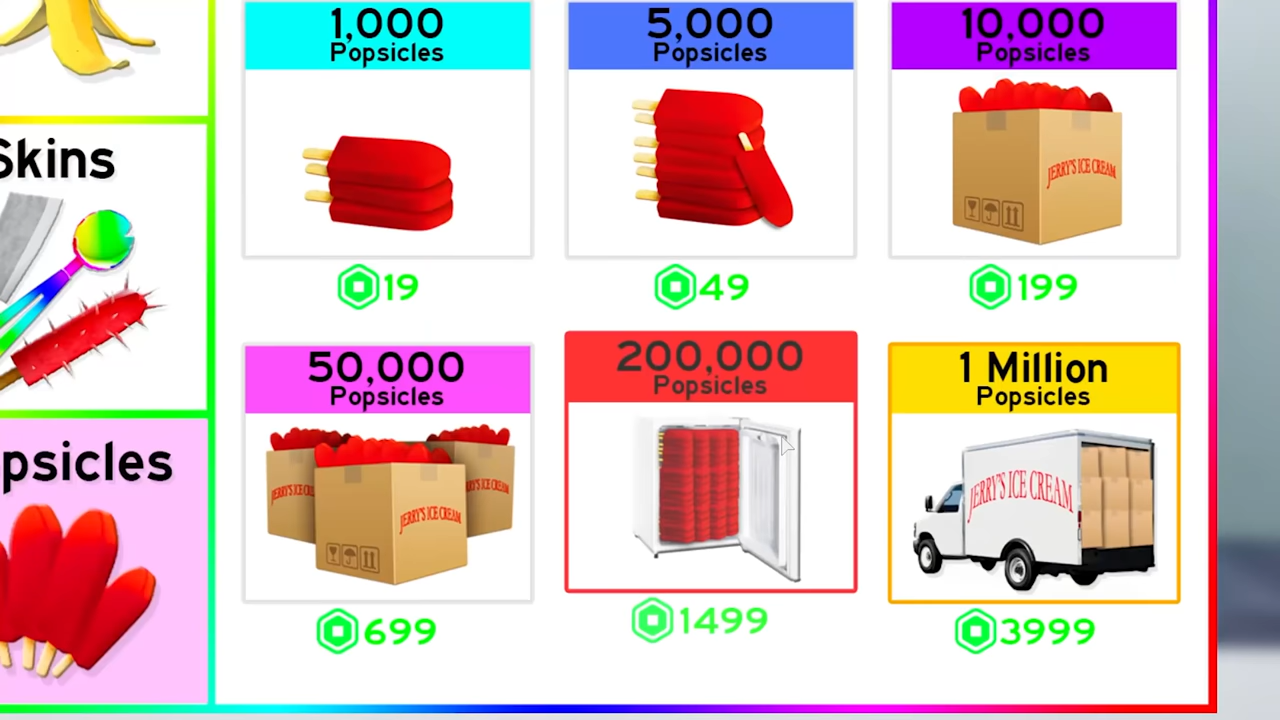 1,000
Popsicles
5,000
Popsicles
10,000
Popsicles
JERRY'S ICE CREAM
19
49
199
Skins
50,000
Popsicles
200,000
Popsicles
1 Million
Popsicles
JERRY'S ICE CREAM
JERRY'S ICE CREAM
699
1499
3999
psicles